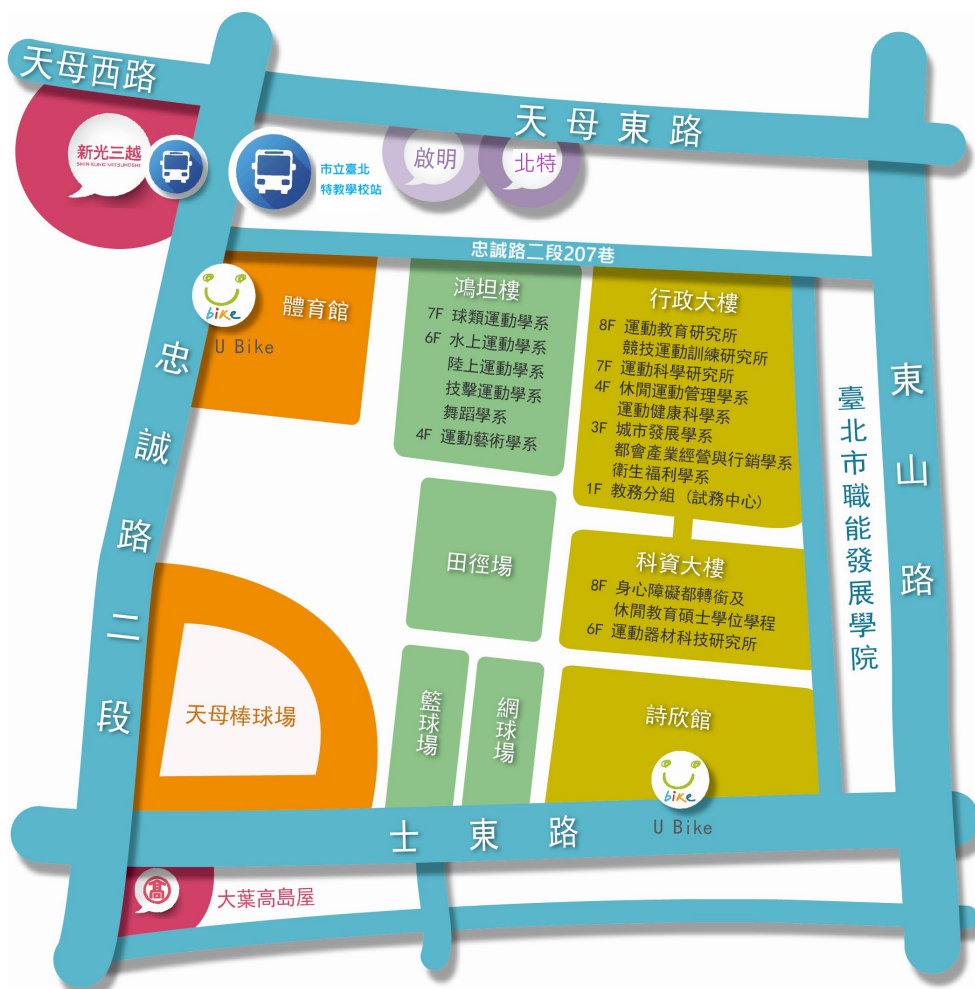 天母西路
天母東路
新光三越
SHIN KONG MITSUKOSHI
市立臺北
特教學校站
啟明
北特
忠誠路二段207巷
bike
U Bike
體育館
鴻坦樓
7F 球類運動學系
6F 水上運動學系
陸上運動學系
技擊運動學系
舞蹈學系
4F 運動藝術學系
行政大樓
8F 運動教育研究所
競技運動訓練研究所
7F 運動科學研究所
4F 休閒運動管理學系
運動健康科學系
3F 城市發展學系
都會產業經營與行銷學系
衛生福利學系
1F 教務分組（試務中心）
忠誠路二段
東山路
臺北市職能發展學院
田徑場
科資大樓
8F 身心障礙都轉銜及
休閒教育碩士學位學程
6F 運動器材科技研究所
天母棒球場
籃球場
網球場
詩欣館
bike
U Bike
士東路
髙
大葉高島屋